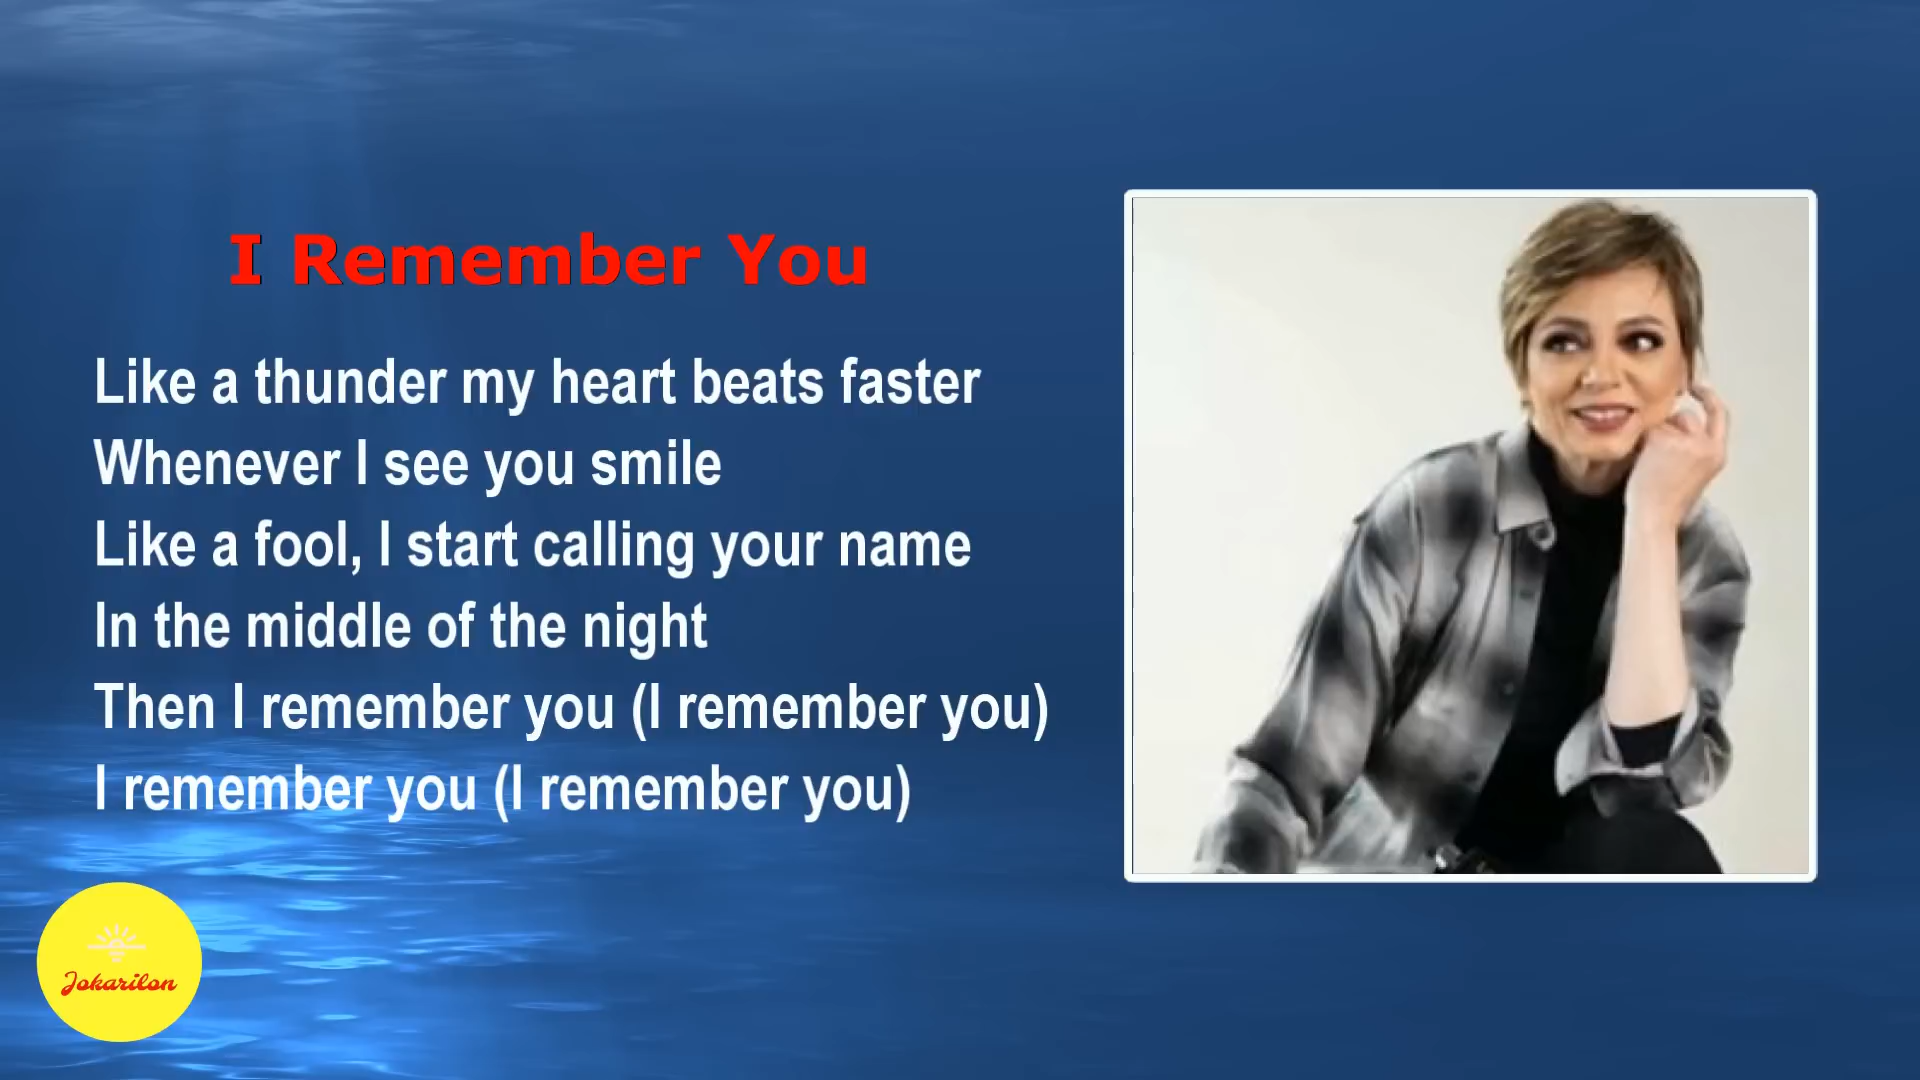 I Remember You
Like a thunder my heart beats faster
Whenever I see you smile
Like a fool, I start calling your name
In the middle of the night
Then I remember you (I remember you)
I remember you (I remember you)
Jokarilon